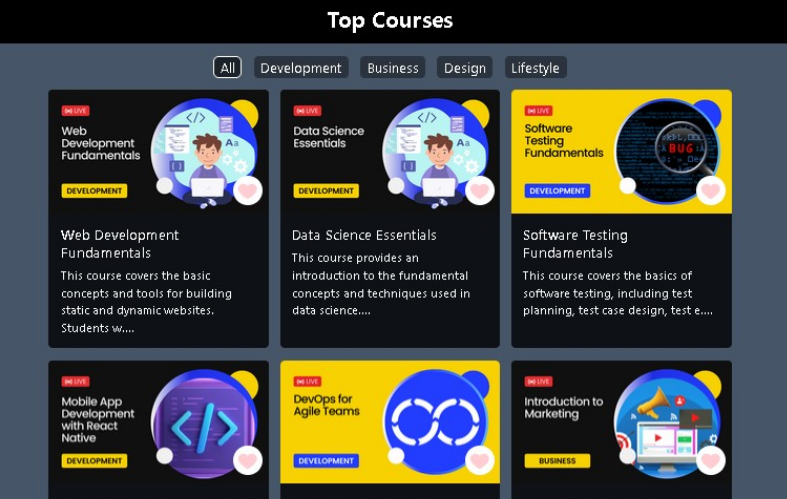 Top Courses
All Development Business Design Lifestyle
LIVE
Web
Development
Fundamentals
</>
Aa
DEVELOPMENT
Web Development
Fundamentals
This course covers the basic
concepts and tools for building
static and dynamic websites.
Students w....
LIVE
Data Science
Essentials
</>
Aa
DEVELOPMENT
Data Science Essentials
This course provides an
introduction to the fundamental
concepts and techniques used in
data science....
LIVE
Software
Testing
Fundamentals
BUG
DEVELOPMENT
Software Testing
Fundamentals
This course covers the basics of
software testing, including test
planning, test case design, test e....
LIVE
Mobile App
Development
with React
Native
</>
DEVELOPMENT
LIVE
DevOps for
Agile Teams
DEVELOPMENT
LIVE
Introduction to
Marketing
BUSINESS